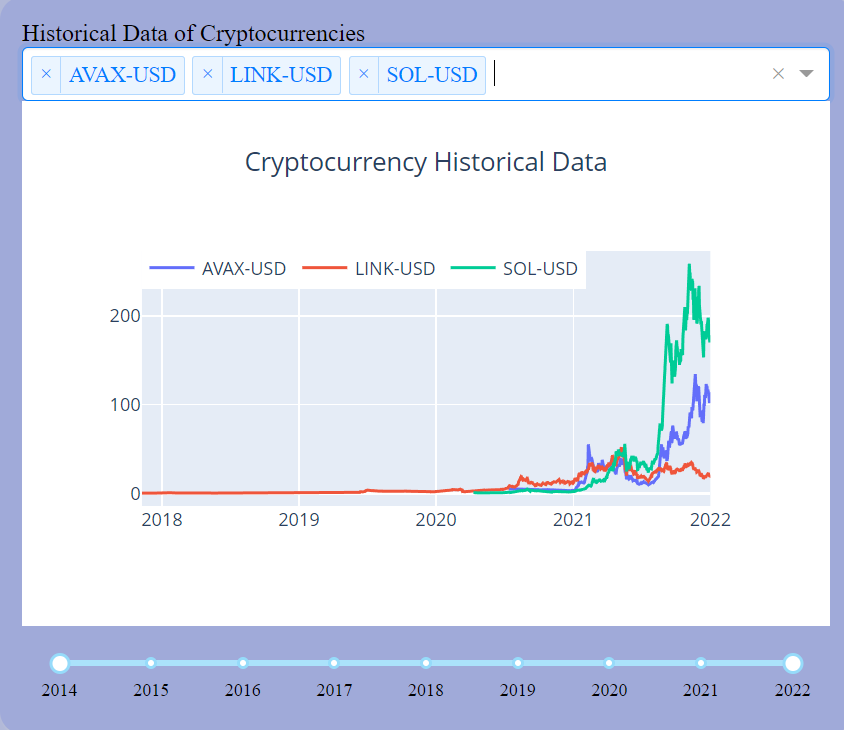 Historical Data of Cryptocurrencies
× AVAX-USD × LINK-USD × SOL-USD ×
Cryptocurrency Historical Data
AVAX-USD LINK-USD SOL-USD
200
100
0
2018 2019 2020 2021 2022
2014 2015 2016 2017 2018 2019 2020 2021 2022